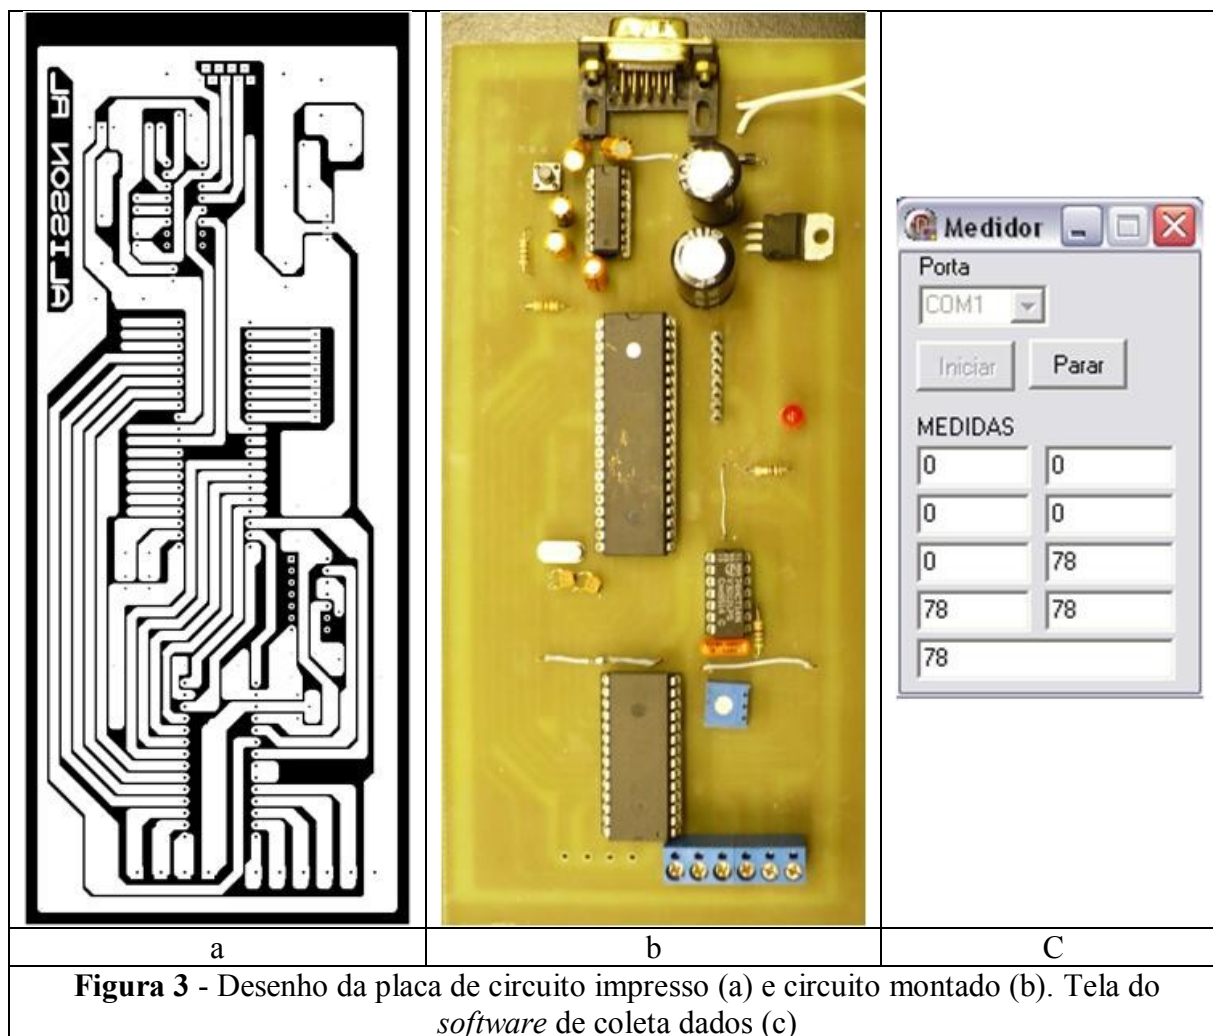 ALISSON JR
Medidor
Porta
COM1
Iniciar
Parar
MEDIDAS
0
0
0
0
0
78
78
78
78
a
b
C
Figura 3 - Desenho da placa de circuito impresso (a) e circuito montado (b). Tela do
software de coleta dados (c)